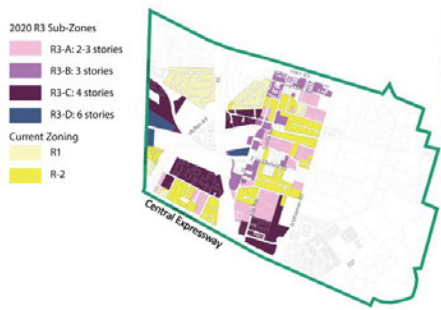 2020 R3 Sub-Zones
R3-A: 2-3 stories
R3-B: 3 stories
R3-C: 4 stories
R3-D: 6 stories
Current Zoning
R1
R-2
Central Expressway